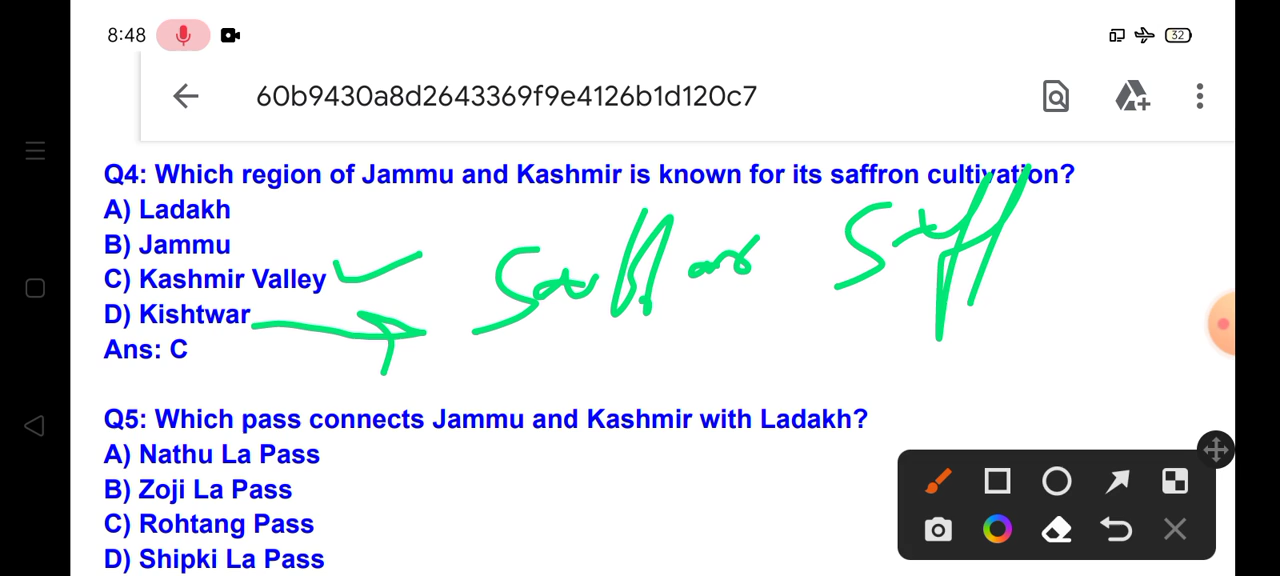 8:48
32
60b9430a8d2643369f9e4126b1d120c7
Q4: Which region of Jammu and Kashmir is known for its saffron cultivation?
A) Ladakh
B) Jammu
C) Kashmir Valley
D) Kishtwar
Ans: C
Q5: Which pass connects Jammu and Kashmir with Ladakh?
A) Nathu La Pass
B) Zoji La Pass
C) Rohtang Pass
D) Shipki La Pass